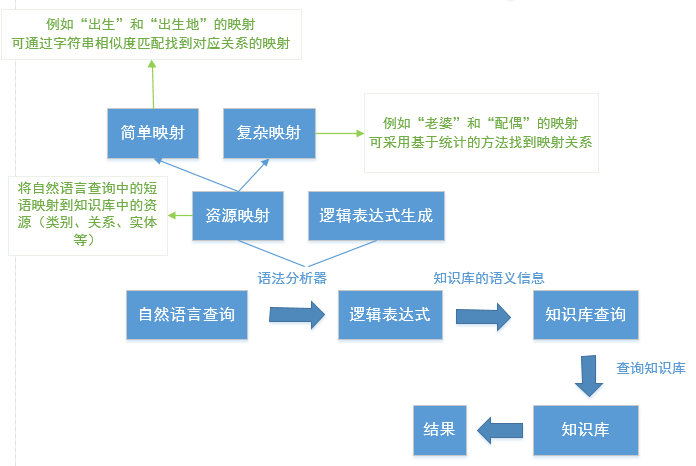 例如“出生”和“出生地”的映射
可通过字符串相似度匹配找到对应关系的映射
简单映射
复杂映射
例如“老婆”和“配偶”的映射
可采用基于统计的方法找到映射关系
将自然语言查询中的短
语映射到知识库中的资
源（类别、关系、实体
等）
资源映射
逻辑表达式生成
语法分析器
知识库的语义信息
自然语言查询
逻辑表达式
知识库查询
查询知识库
结果
知识库